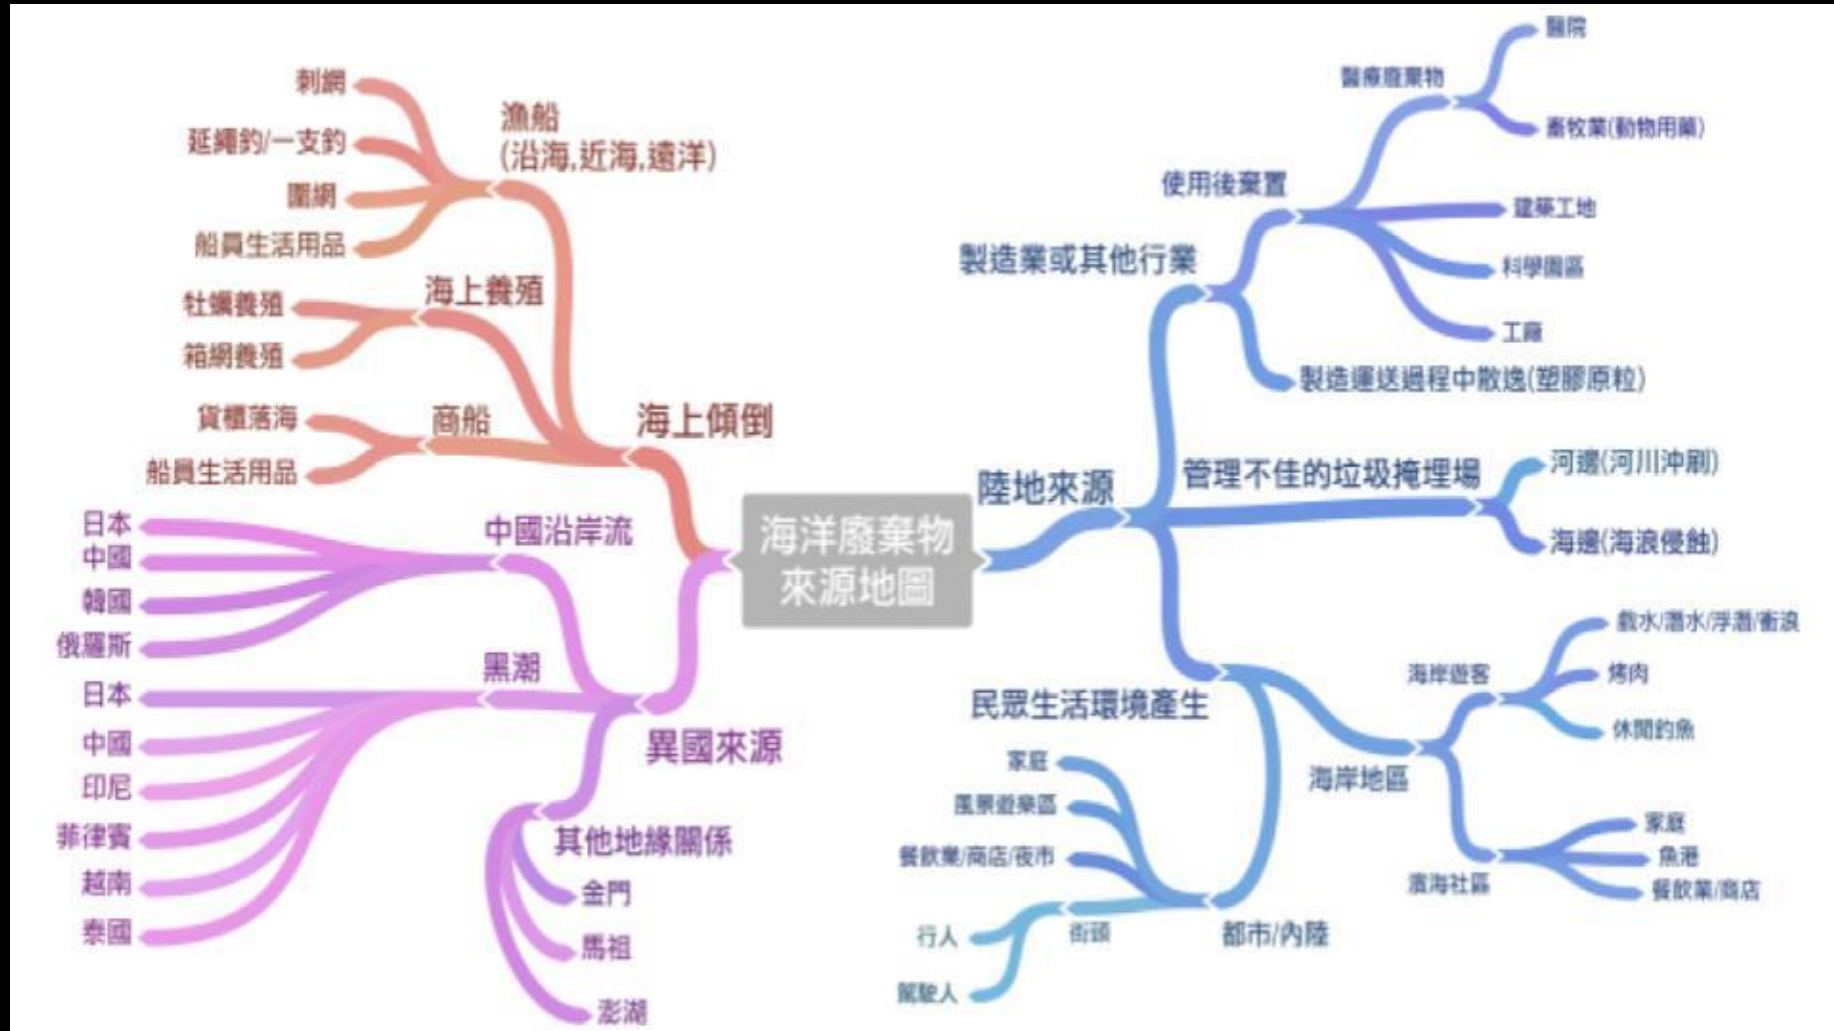 海洋廢棄物
來源地圖
海上傾倒
漁船
(沿海,近海,遠洋)
刺網
延繩釣/一支釣
圍網
船員生活用品
海上養殖
牡蠣養殖
箱網養殖
商船
貨櫃落海
船員生活用品
異國來源
中國沿岸流
日本
中國
韓國
俄羅斯
黑潮
日本
中國
印尼
菲律賓
越南
泰國
其他地緣關係
金門
馬祖
澎湖
陸地來源
製造業或其他行業
使用後棄置
醫療廢棄物
醫院
畜牧業(動物用藥)
建築工地
科學園區
工廠
製造運送過程中散逸(塑膠原粒)
管理不佳的垃圾掩埋場
河邊(河川沖刷)
海邊(海浪侵蝕)
民眾生活環境產生
海岸地區
海岸遊客
戲水/潛水/浮潛/衝浪
烤肉
休閒釣魚
濱海社區
家庭
魚港
餐飲業/商店
都市/內陸
家庭
風景遊樂區
餐飲業/商店/夜市
街頭
行人
駕駛人